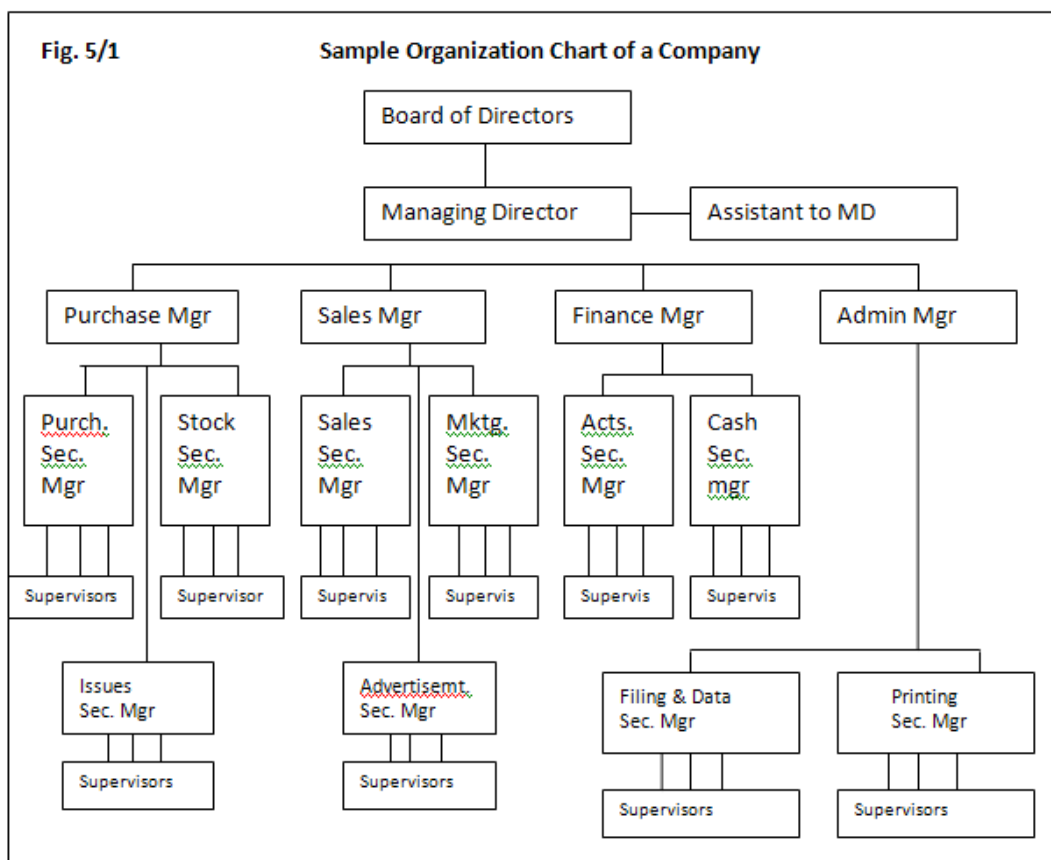 Fig. 5/1 Sample Organization Chart of a Company
Board of Directors
Managing Director
Assistant to MD
Purchase Mgr
Sales Mgr
Finance Mgr
Admin Mgr
Purch.
Sec.
Mgr
Stock
Sec.
Mgr
Sales
Sec.
Mgr
Mktg.
Sec.
Mgr
Acts.
Sec.
Mgr
Cash
Sec.
mgr
Supervisors
Supervisor
Supervis
Supervis
Supervis
Supervis
Issues
Sec. Mgr
Advertisemt.
Sec. Mgr
Filing & Data
Sec. Mgr
Printing
Sec. Mgr
Supervisors
Supervisors
Supervisors
Supervisors